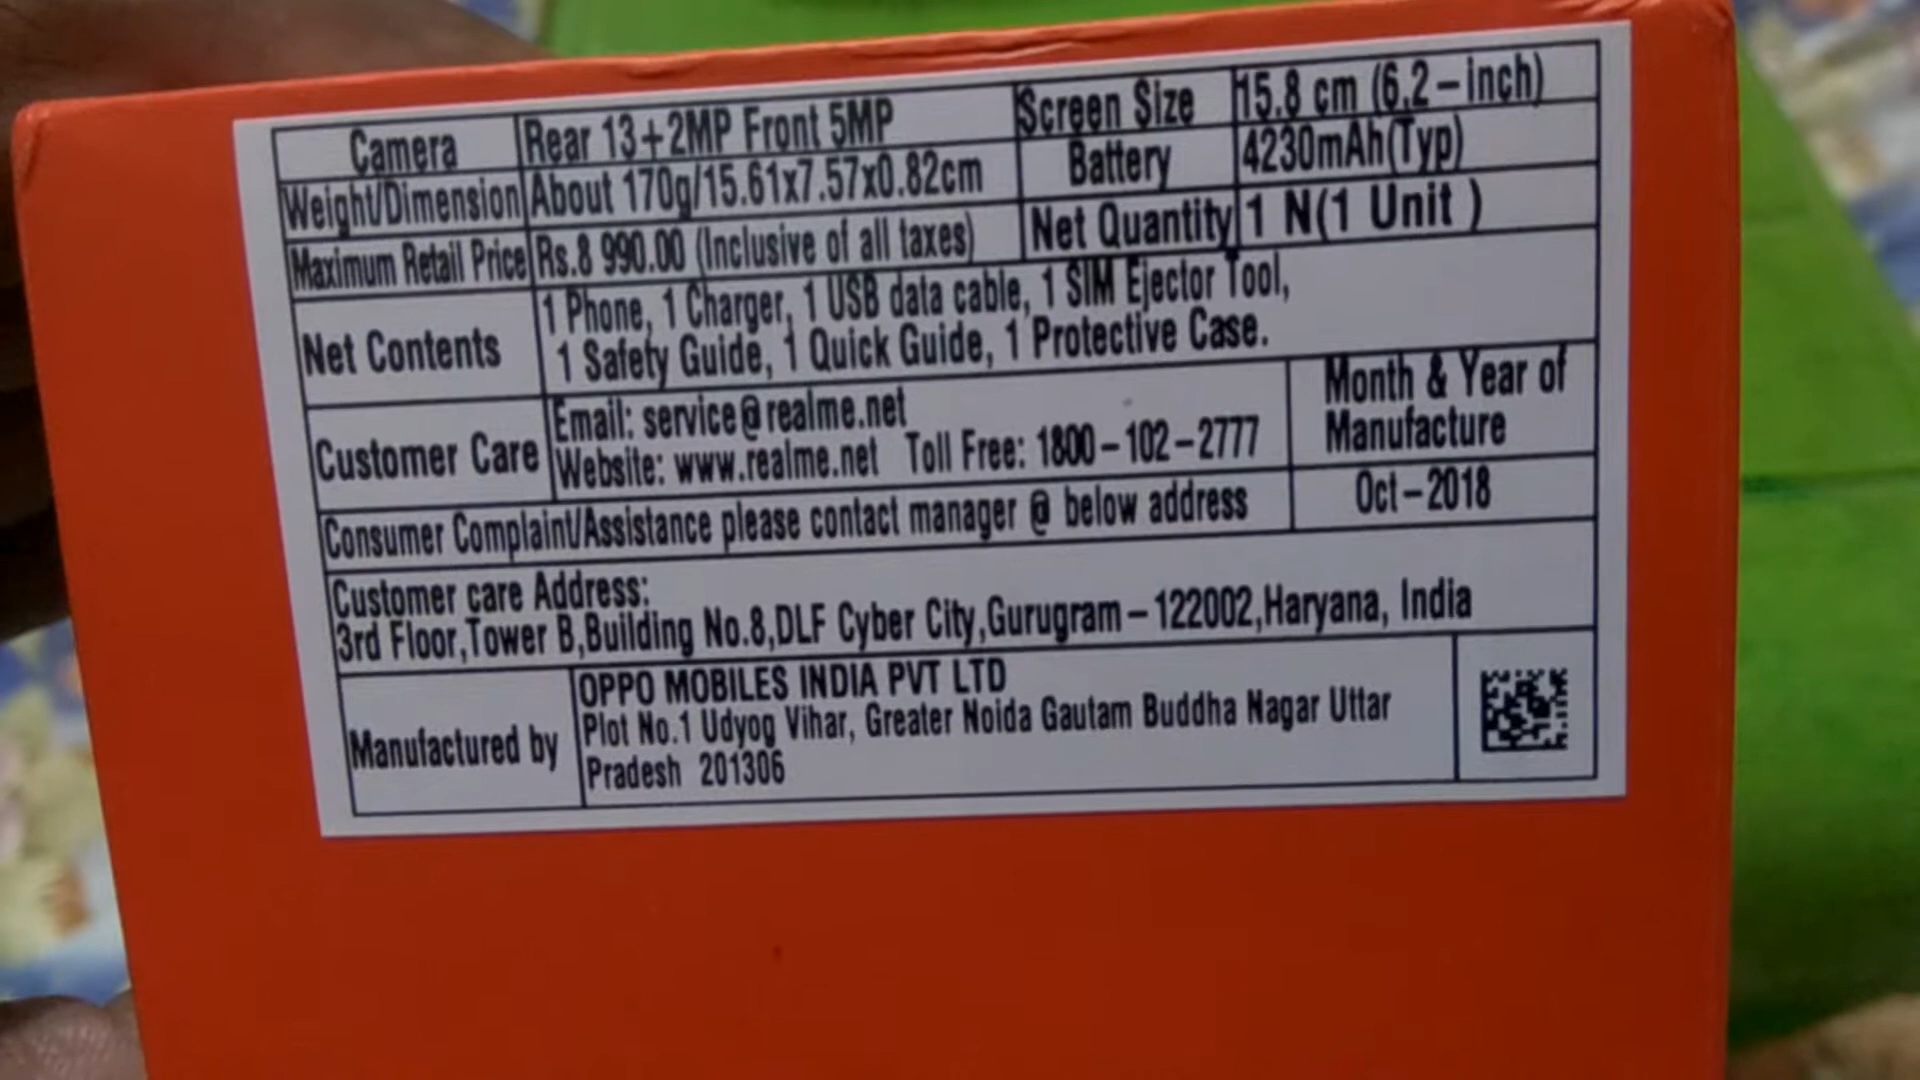 Camera Rear 13+2MP Front 5MP Screen Size 15.8 cm (6.2-inch)
Weight/Dimension About 170g/15.61x7.57x0.82cm Battery 4230mAh(Typ)
Maximum Retail Price Rs.8 990.00 (Inclusive of all taxes) Net Quantity 1 N(1 Unit )
Net Contents
1 Phone, 1 Charger, 1 USB data cable, 1 SIM Ejector Tool,
1 Safety Guide, 1 Quick Guide, 1 Protective Case.
Customer Care
Email: service@realme.net
Website: www.realme.net Toll Free: 1800-102-2777
Month & Year of
Manufacture
Consumer Complaint/Assistance please contact manager @ below address
Oct-2018
Customer care Address:
3rd Floor,Tower B,Building No.8,DLF Cyber City,Gurugram-122002,Haryana, India
Manufactured by
OPPO MOBILES INDIA PVT LTD
Plot No.1 Udyog Vihar, Greater Noida Gautam Buddha Nagar Uttar
Pradesh 201306